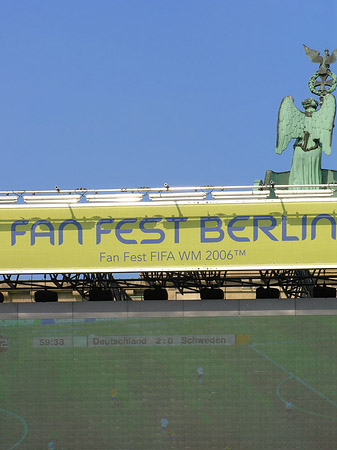 FAN FEST BERLIN
Fan Fest FIFA WM 2006™
59:33 Deutschland 2:0 Schweden